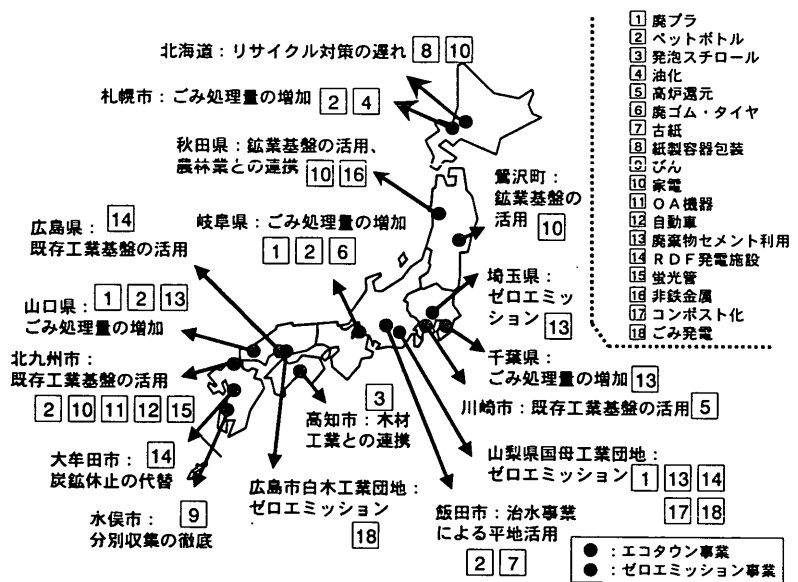 北海道：リサイクル対策の遅れ 8 10
札幌市：ごみ処理量の増加 2 4
秋田県：鉱業基盤の活用、
農林業との連携 10 16
鶯沢町：
鉱業基盤の
活用 10
広島県： 14
既存工業基盤の活用
岐阜県：ごみ処理量の増加
1 2 6
山口県： 1 2 13
ごみ処理量の増加
埼玉県：
ゼロエミッ
ション 13
北九州市：
既存工業基盤の活用
2 10 11 12 15
千葉県：
ごみ処理量の増加 13
川崎市：既存工業基盤の活用 5
3
高知市：木材
工業との連携
大牟田市： 14
炭鉱休止の代替
水俣市： 9
分別収集の徹底
広島市白木工業団地：
ゼロエミッション
18
山梨県国母工業団地：
ゼロエミッション 1 13 14
17 18
飯田市：治水事業
による平地活用
2 7
1 廃プラ
2 ペットボトル
3 発泡スチロール
4 油化
5 高炉還元
6 廃ゴム・タイヤ
7 古紙
8 紙製容器包装
9 びん
10 家電
11 ＯＡ機器
12 自動車
13 廃棄物セメント利用
14 ＲＤＦ発電施設
15 蛍光管
16 非鉄金属
17 コンポスト化
18 ごみ発電
●：エコタウン事業
●：ゼロエミッション事業